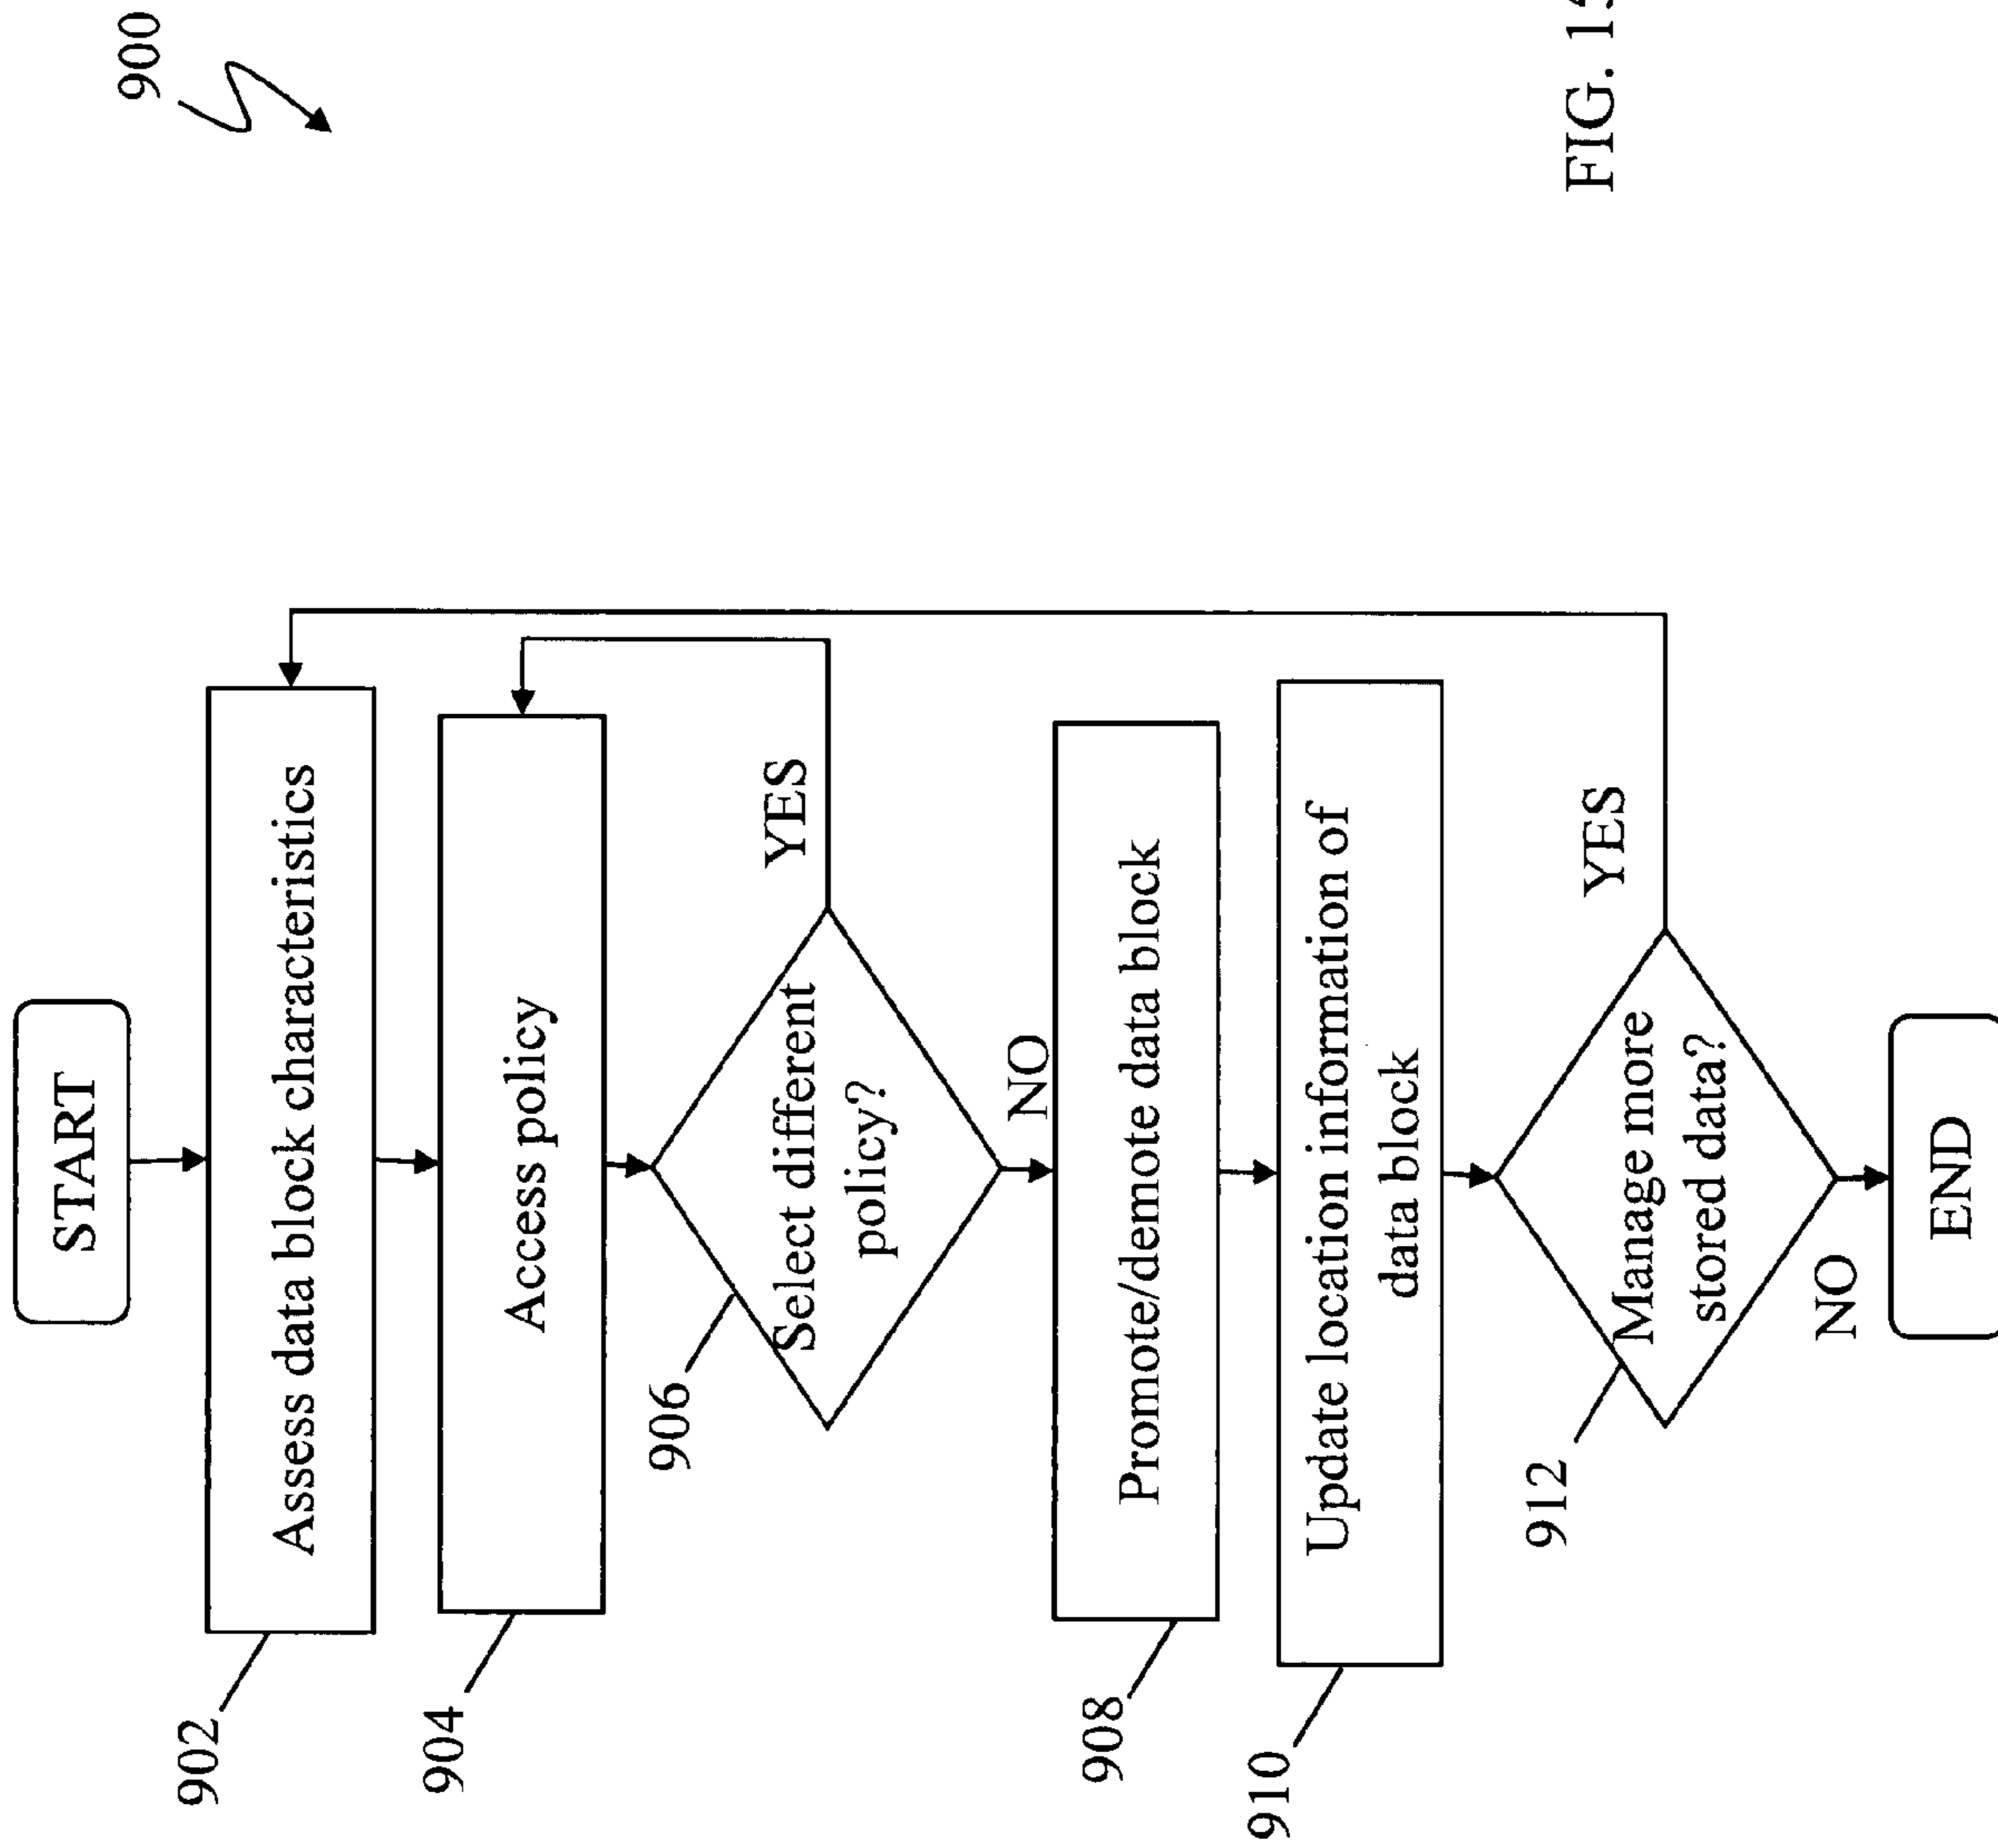 900
START
902
Assess data block characteristics
904
Access policy
906
Select different
policy?
YES
NO
908
Promote/demote data block
910
Update location information of
data block
912
Manage more
stored data?
YES
NO
END
FIG.